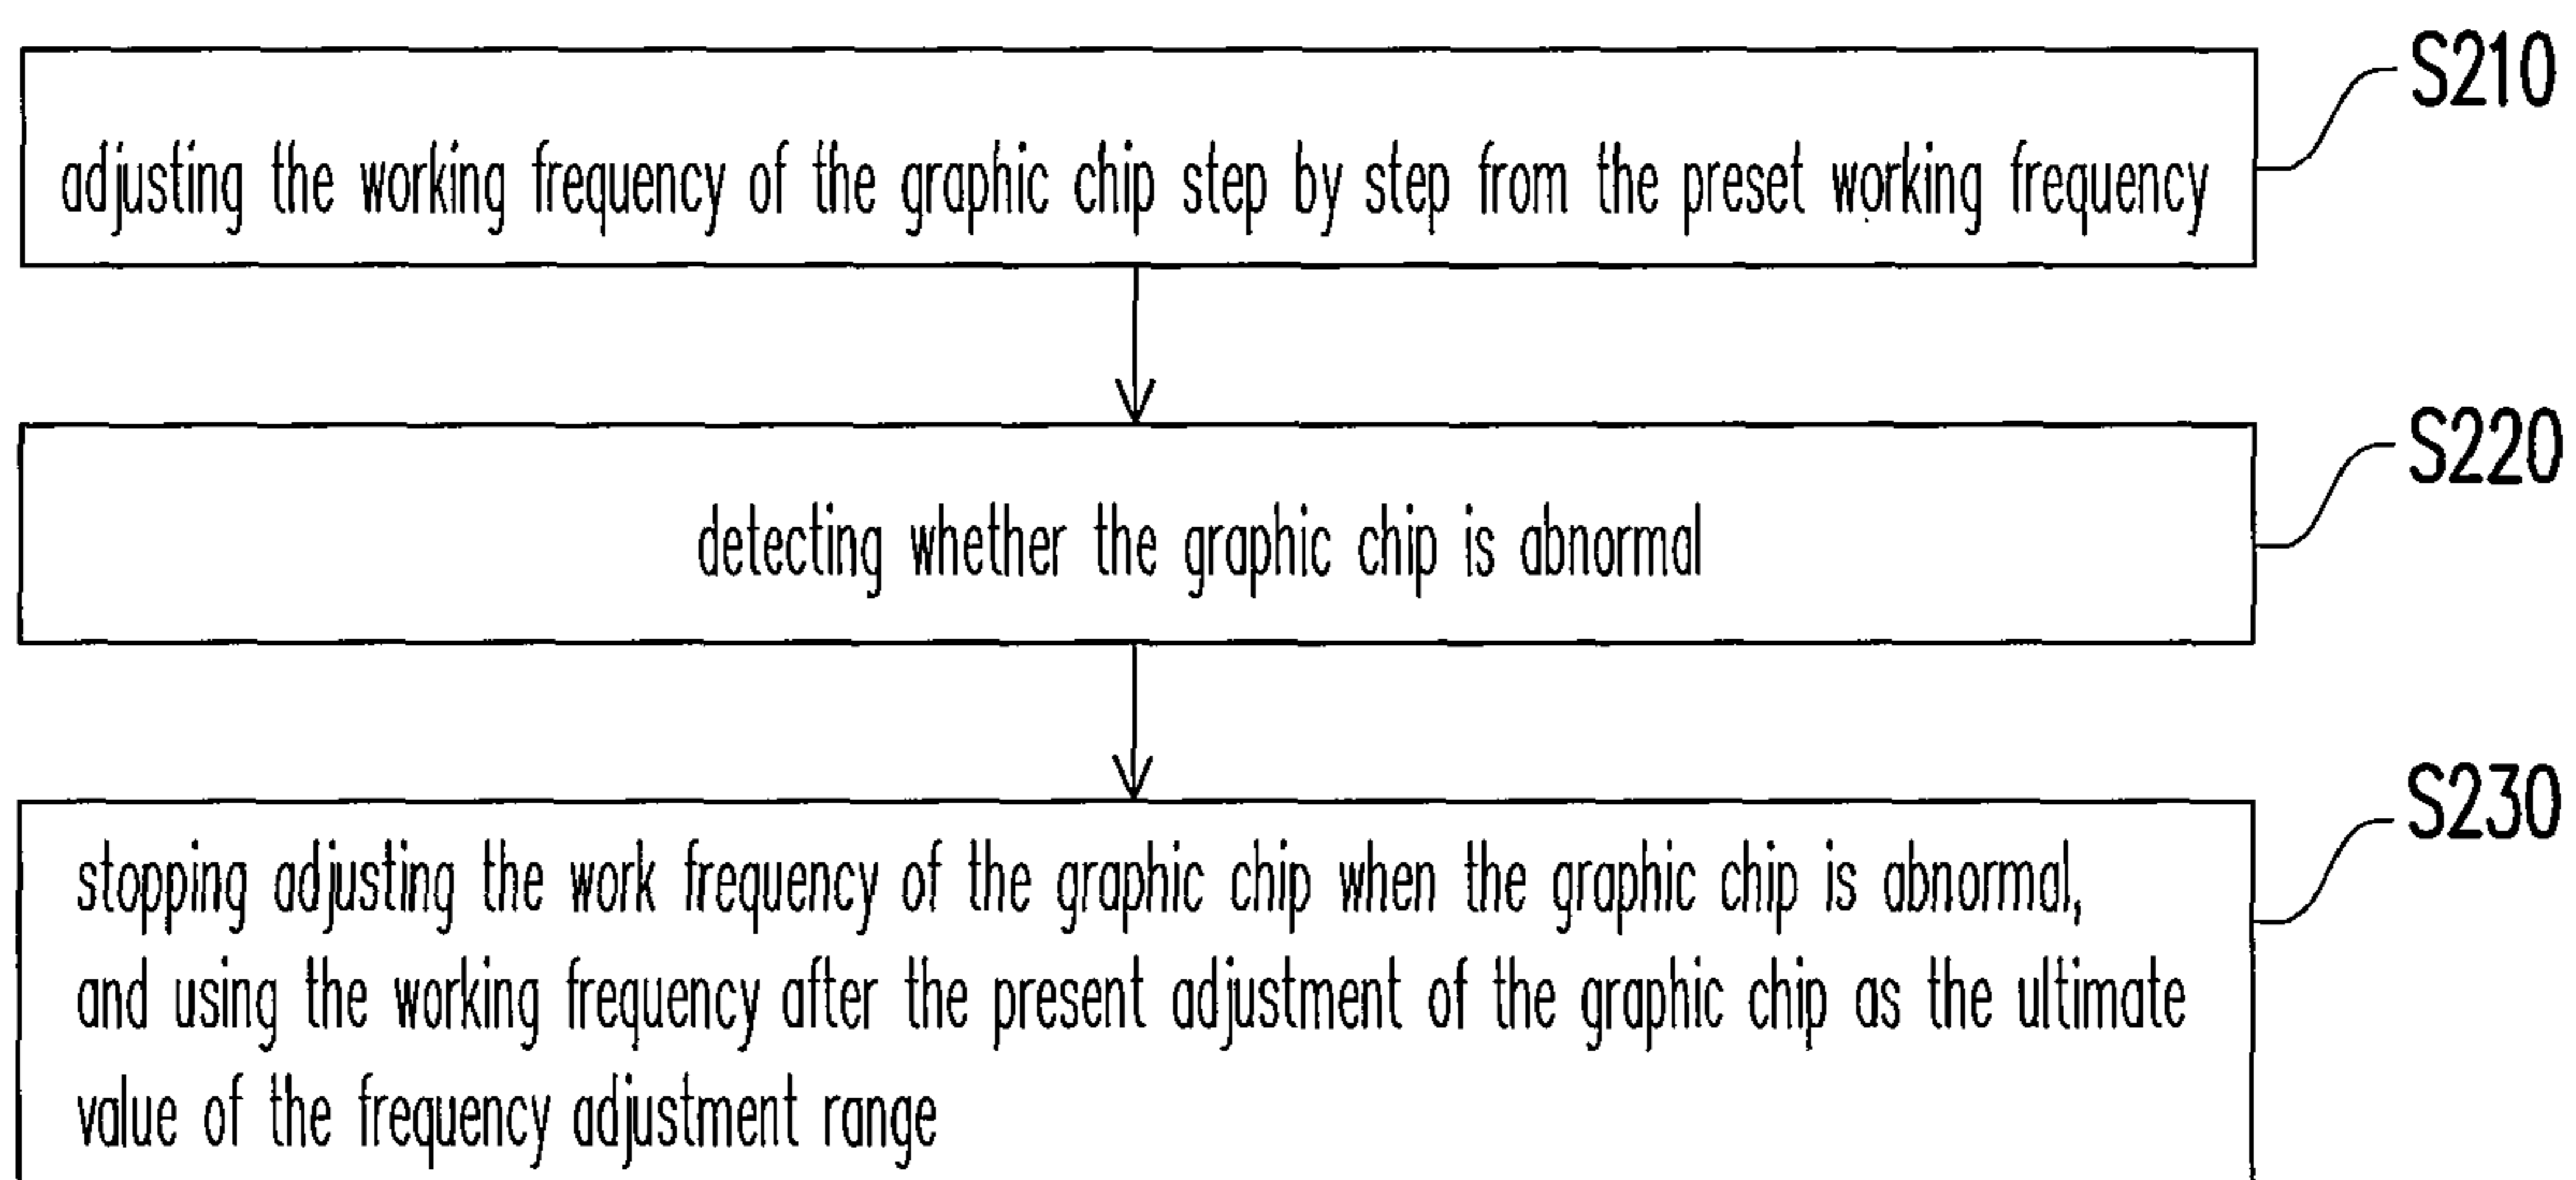 S210
adjusting the working frequency of the graphic chip step by step from the preset working frequency
S220
detecting whether the graphic chip is abnormal
S230
stopping adjusting the work frequency of the graphic chip when the graphic chip is abnormal,
and using the working frequency after the present adjustment of the graphic chip as the ultimate
value of the frequency adjustment range